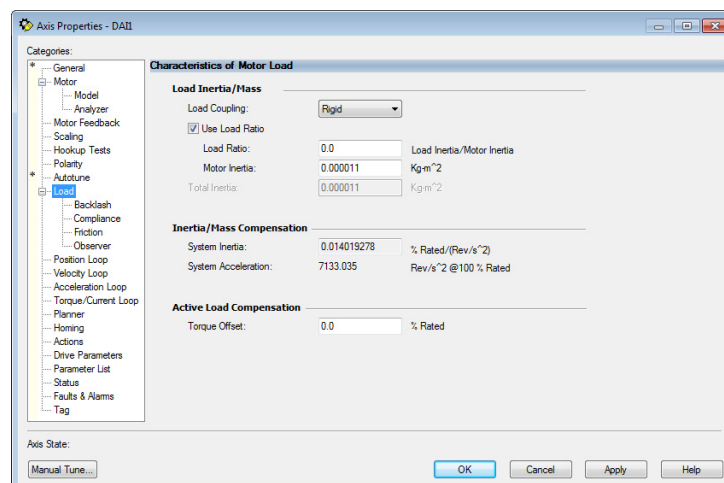 Axis Properties - DAI1
Categories:
* General
Motor
Model
Analyzer
Motor Feedback
Scaling
Hookup Tests
Polarity
* Autotune
Load
Backlash
Compliance
Friction
Observer
Position Loop
Velocity Loop
Acceleration Loop
Torque/Current Loop
Planner
Homing
Actions
Drive Parameters
Parameter List
Status
Faults & Alarms
Tag
Characteristics of Motor Load
Load Inertia/Mass
Load Coupling: Rigid
Use Load Ratio
Load Ratio: 0.0 Load Inertia/Motor Inertia
Motor Inertia: 0.000011 Kg-m^2
Total Inertia: 0.000011 Kg-m^2
Inertia/Mass Compensation
System Inertia: 0.014019278 % Rated/(Rev/s^2)
System Acceleration: 7133.035 Rev/s^2 @100 % Rated
Active Load Compensation
Torque Offset: 0.0 % Rated
Axis State:
Manual Tune... OK Cancel Apply Help